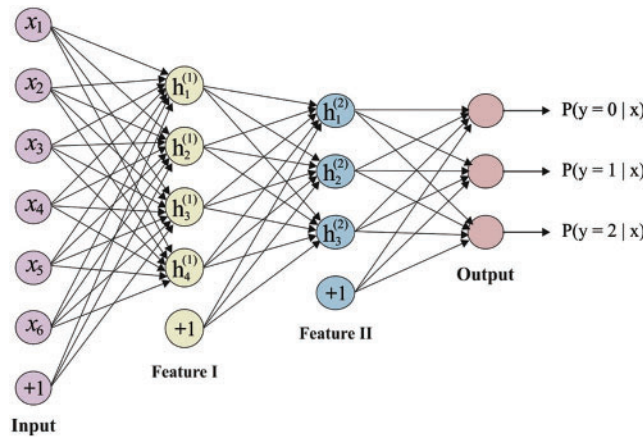 x1
x2
x3
x4
x5
x6
+1
Input
h1(1)
h2(1)
h3(1)
h4(1)
+1
Feature I
h1(2)
h2(2)
h3(2)
+1
Feature II
Output
P(y = 0 | x)
P(y = 1 | x)
P(y = 2 | x)